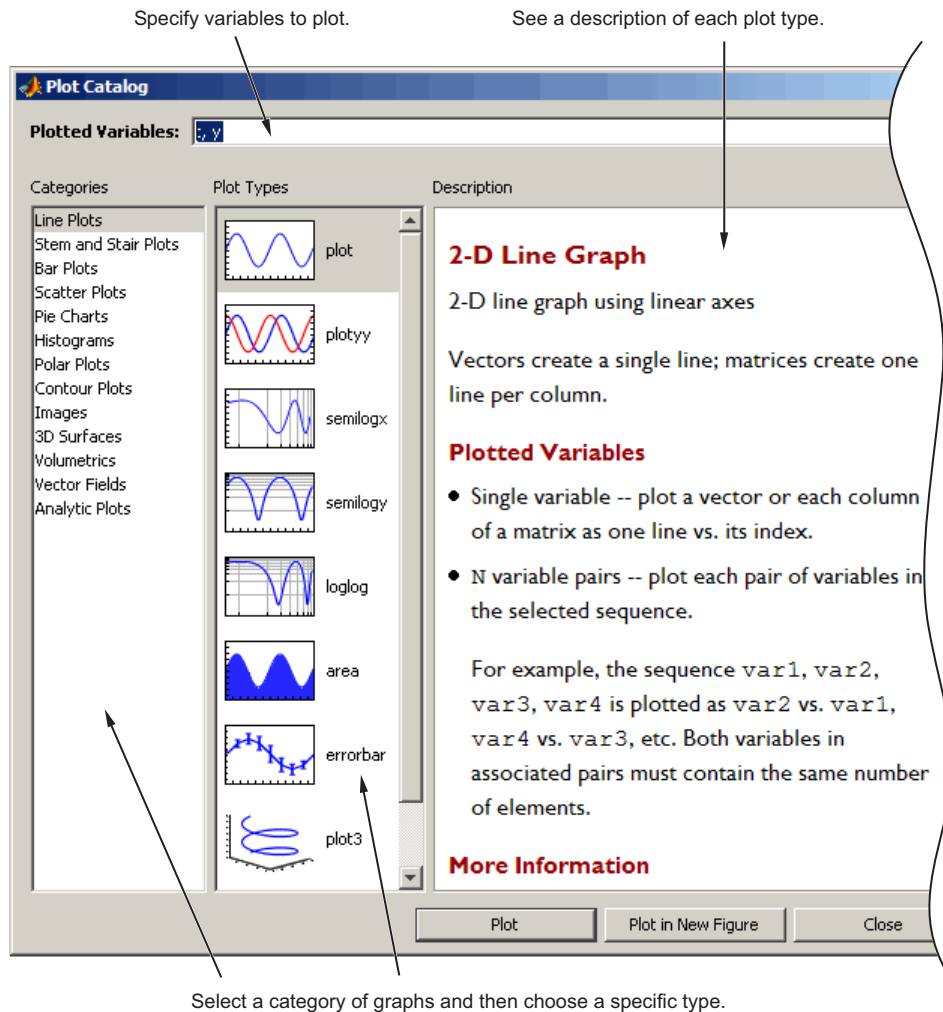 Specify variables to plot.
See a description of each plot type.
Plot Catalog
Plotted Variables:
t, y
Categories
Plot Types
Description
Line Plots
Stem and Stair Plots
Bar Plots
Scatter Plots
Pie Charts
Histograms
Polar Plots
Contour Plots
Images
3D Surfaces
Volumetrics
Vector Fields
Analytic Plots
plot
plotyy
semilogx
semilogy
loglog
area
errorbar
plot3
2-D Line Graph
2-D line graph using linear axes
Vectors create a single line; matrices create one
line per column.
Plotted Variables
• Single variable -- plot a vector or each column
of a matrix as one line vs. its index.
• N variable pairs -- plot each pair of variables in
the selected sequence.
For example, the sequence var1, var2,
var3, var4 is plotted as var2 vs. var1,
var4 vs. var3, etc. Both variables in
associated pairs must contain the same number
of elements.
More Information
Plot
Plot in New Figure
Close
Select a category of graphs and then choose a specific type.